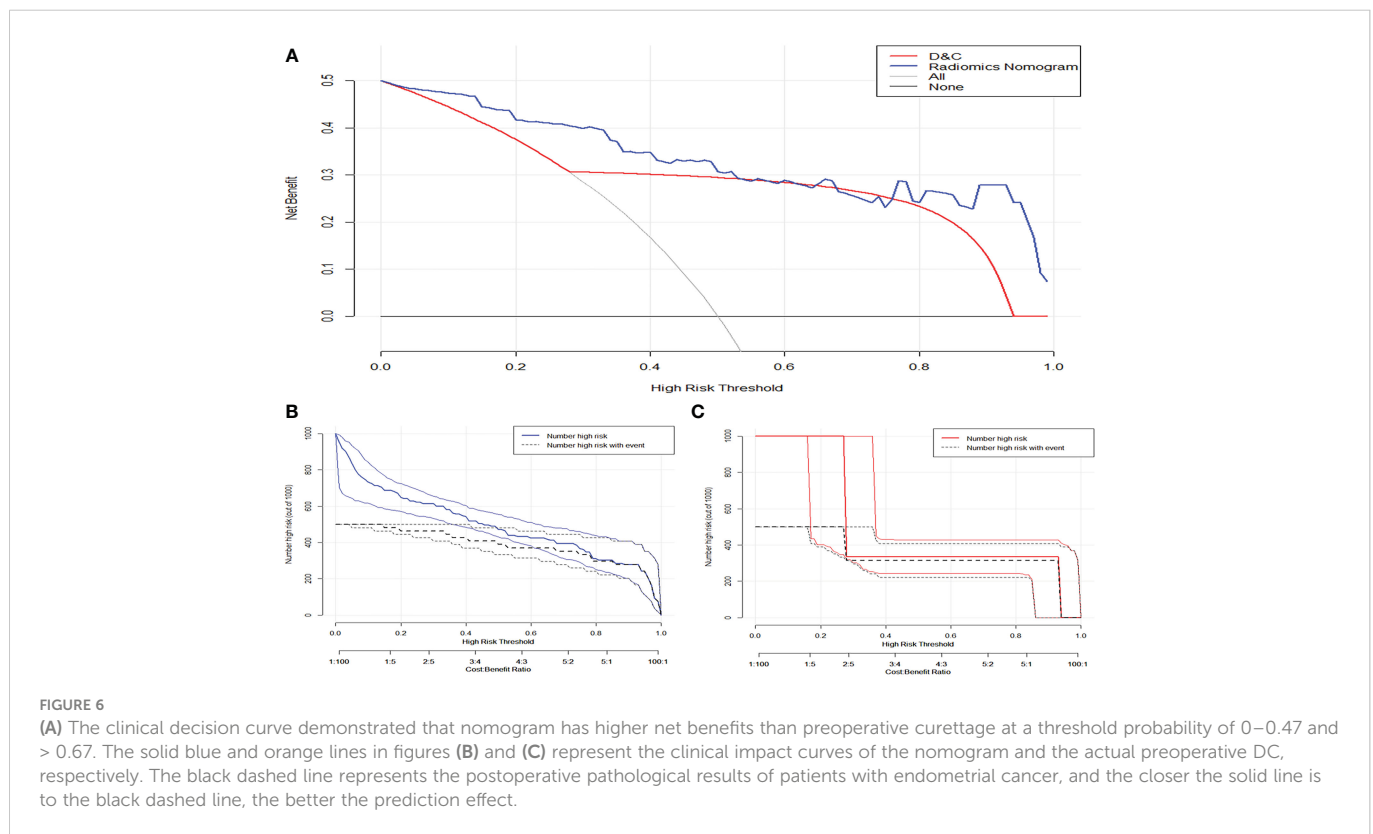 A
D&C
Radiomics Nomogram
All
None
Net Benefit
0.5
0.4
0.3
0.2
0.1
0.0
0.0 0.2 0.4 0.6 0.8 1.0
High Risk Threshold
B
Number high risk
Number high risk with event
Number high risk (out of 1000)
1000
800
600
400
200
0
0.0 0.2 0.4 0.6 0.8 1.0
High Risk Threshold
1:100 1:5 2:5 3:4 4:3 5:2 5:1 100:1
Cost:Benefit Ratio
C
Number high risk
Number high risk with event
Number high risk (out of 1000)
1000
800
600
400
200
0
0.0 0.2 0.4 0.6 0.8 1.0
High Risk Threshold
1:100 1:5 2:5 3:4 4:3 5:2 5:1 100:1
Cost:Benefit Ratio
FIGURE 6
(A) The clinical decision curve demonstrated that nomogram has higher net benefits than preoperative curettage at a threshold probability of 0–0.47 and
> 0.67. The solid blue and orange lines in figures (B) and (C) represent the clinical impact curves of the nomogram and the actual preoperative DC,
respectively. The black dashed line represents the postoperative pathological results of patients with endometrial cancer, and the closer the solid line is
to the black dashed line, the better the prediction effect.